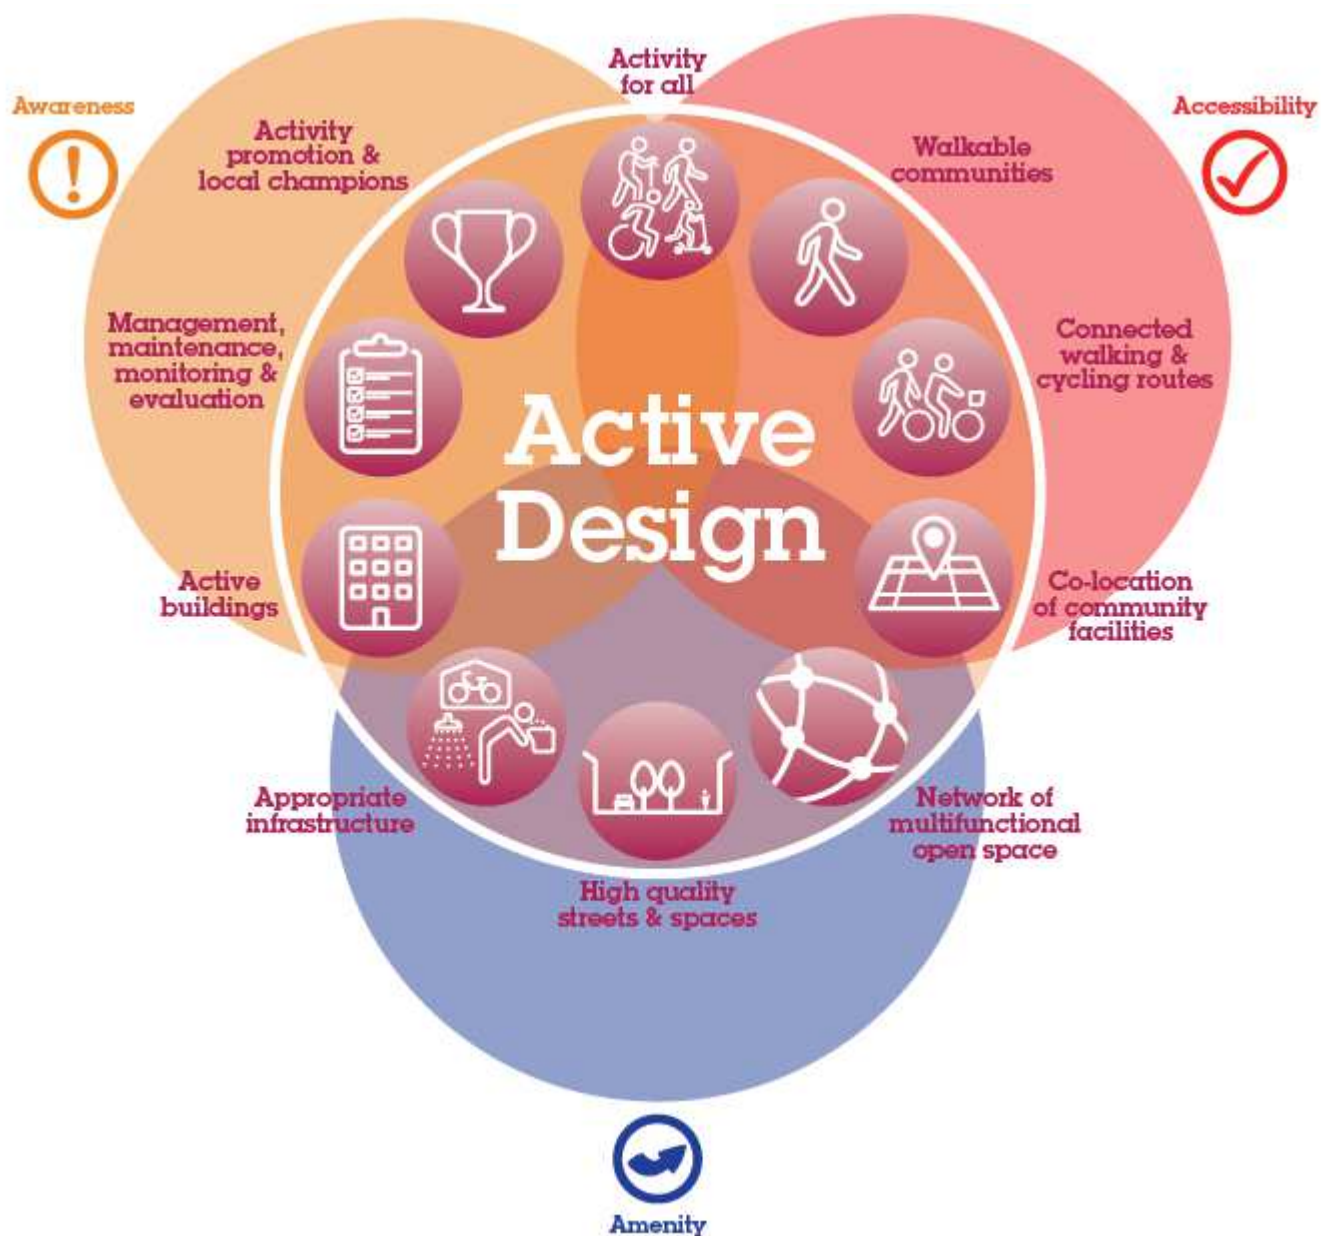 Activity
for all
Awareness
Accessibility
Activity
promotion &
local champions
Walkable
communities
Management,
maintenance,
monitoring &
evaluation
Connected
walking &
cycling routes
Active
Design
Active
buildings
Co-location
of community
facilities
Appropriate
infrastructure
Network of
multifunctional
open space
High quality
streets & spaces
Amenity